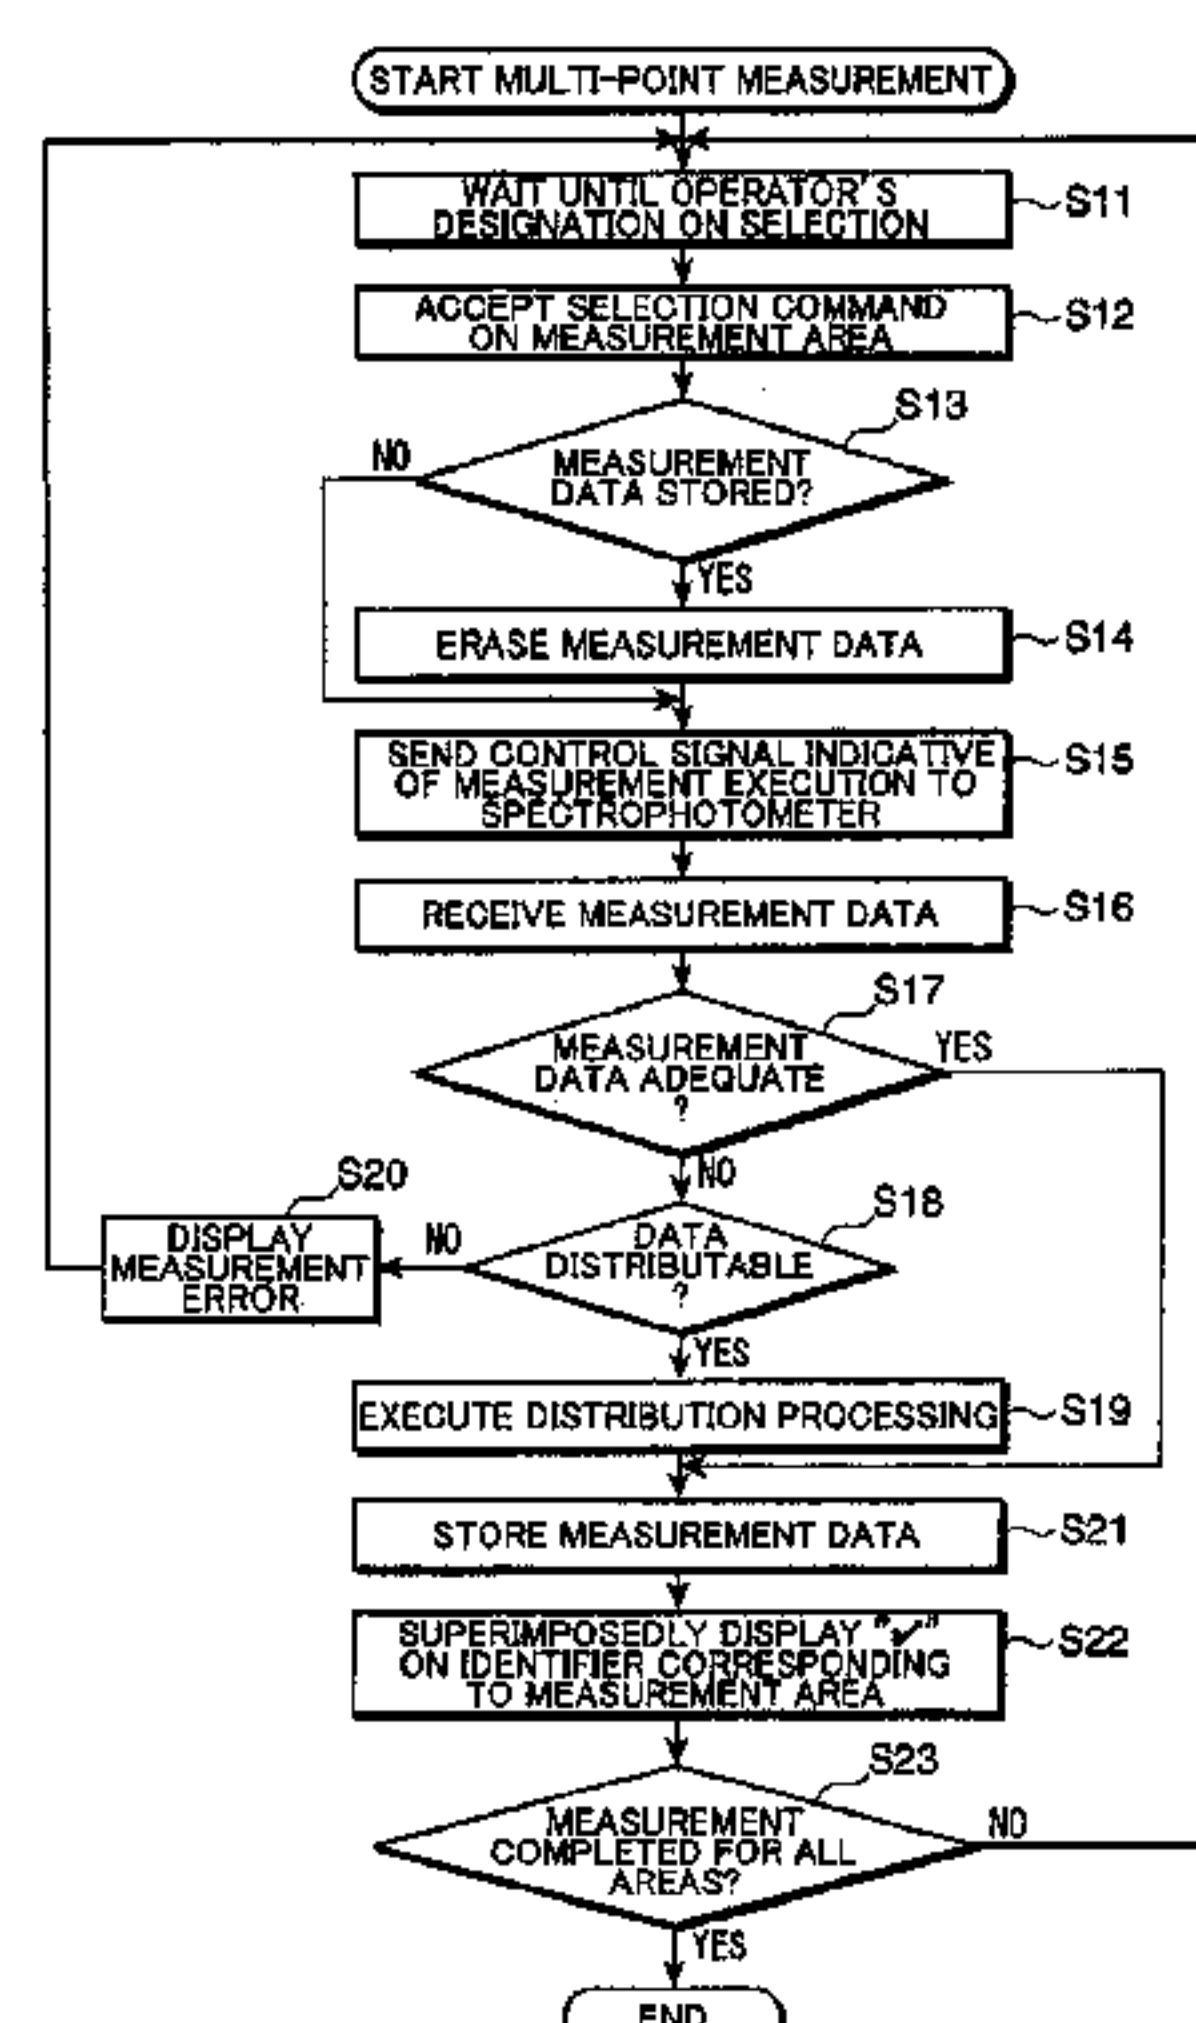 START MULTI-POINT MEASUREMENT
WAIT UNTIL OPERATOR'S
DESIGNATION ON SELECTION
S11
ACCEPT SELECTION COMMAND
ON MEASUREMENT AREA
S12
S13
NO
MEASUREMENT
DATA STORED?
YES
ERASE MEASUREMENT DATA
S14
SEND CONTROL SIGNAL INDICATIVE
OF MEASUREMENT EXECUTION TO
SPECTROPHOTOMETER
S15
RECEIVE MEASUREMENT DATA
S16
S17
MEASUREMENT
DATA ADEQUATE
?
YES
NO
S20
S18
DISPLAY
MEASUREMENT
ERROR
NO
DATA
DISTRIBUTABLE
?
YES
EXECUTE DISTRIBUTION PROCESSING
S19
STORE MEASUREMENT DATA
S21
SUPERIMPOSEDLY DISPLAY "✓"
ON IDENTIFIER CORRESPONDING
TO MEASUREMENT AREA
S22
S23
MEASUREMENT
COMPLETED FOR ALL
AREAS?
NO
YES
END